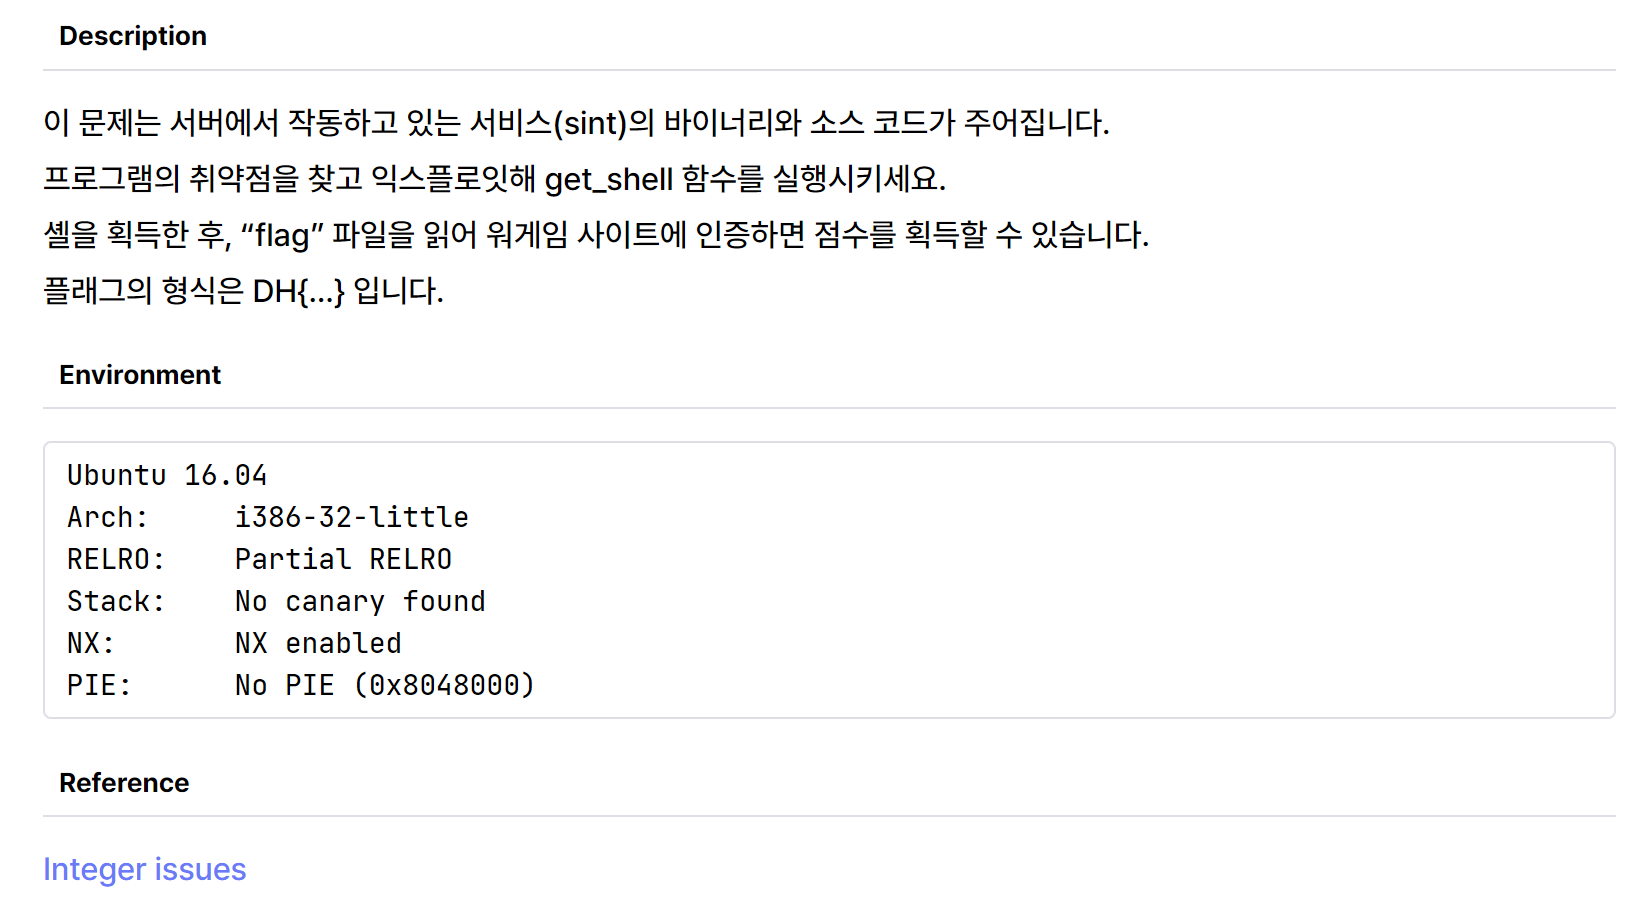 Description
이 문제는 서버에서 작동하고 있는 서비스(sint)의 바이너리와 소스 코드가 주어집니다.
프로그램의 취약점을 찾고 익스플로잇해 get_shell 함수를 실행시키세요.
셸을 획득한 후, “flag” 파일을 읽어 워게임 사이트에 인증하면 점수를 획득할 수 있습니다.
플래그의 형식은 DH{...} 입니다.
Environment
Ubuntu 16.04
Arch:     i386-32-little
RELRO:    Partial RELRO
Stack:    No canary found
NX:       NX enabled
PIE:      No PIE (0x8048000)
Reference
Integer issues